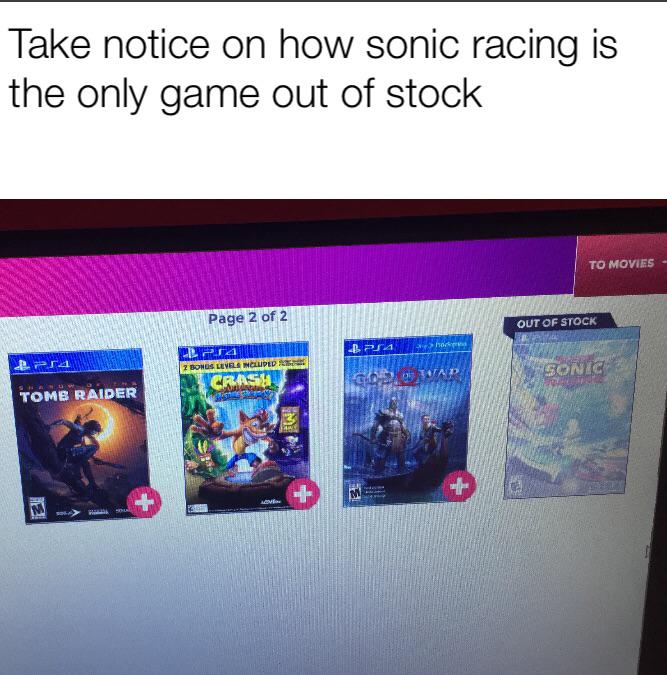 Take notice on how sonic racing is
the only game out of stock
TO MOVIES
Page 2 of 2
OUT OF STOCK
PS4
SHADOW OF THE
TOMB RAIDER
M
PS4
2 BONUS LEVELS INCLUDED
CRASH
3
ACTIVISION
PS4
GOD OF WAR
M
SONIC